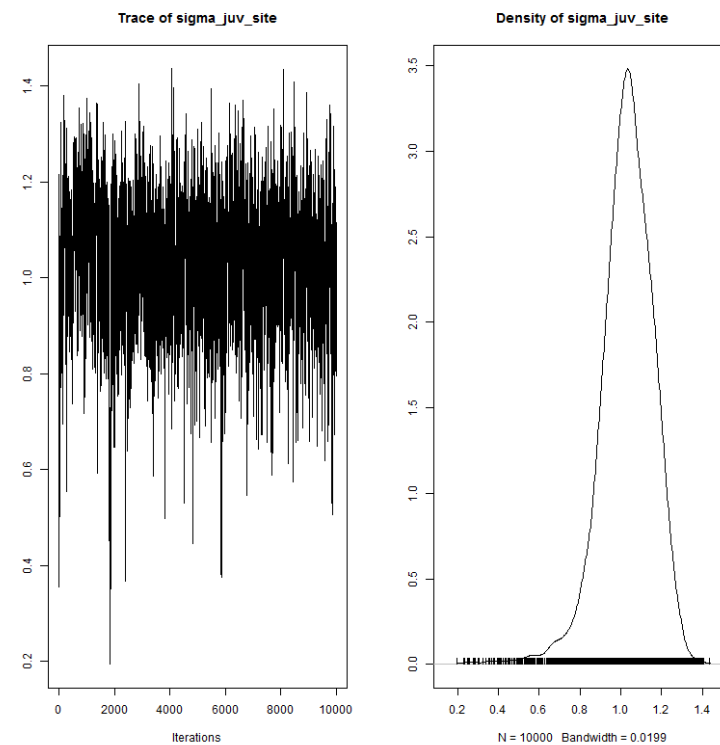 Trace of sigma_juv_site
1.4
1.2
1.0
0.8
0.6
0.4
0.2
0 2000 4000 6000 8000 10000
Iterations
Density of sigma_juv_site
3.5
3.0
2.5
2.0
1.5
1.0
0.5
0.0
0.2 0.4 0.6 0.8 1.0 1.2 1.4
N = 10000 Bandwidth = 0.0199